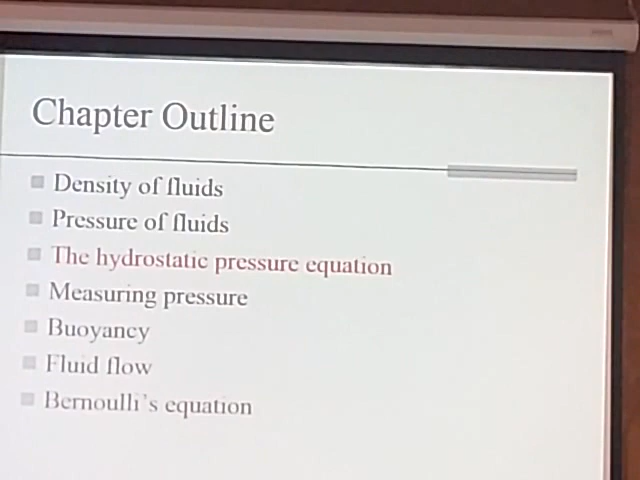 Chapter Outline
Density of fluids
Pressure of fluids
The hydrostatic pressure equation
Measuring pressure
Buoyancy
Fluid flow
Bernoulli's equation